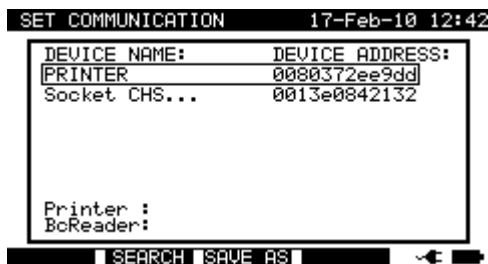 SET COMMUNICATION 17-Feb-10 12:42
DEVICE NAME: DEVICE ADDRESS:
PRINTER 0080372ee9dd
Socket CHS... 0013e0842132
Printer :
BcReader:
SEARCH SAVE AS